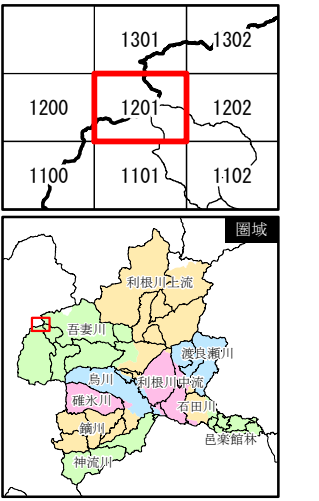 1301 1302
1200 1201 1202
1100 1101 1102
圏域
利根川上流
吾妻川
渡良瀬川
烏川 利根川中流
碓氷川
石田川
鏑川
邑楽館林
神流川